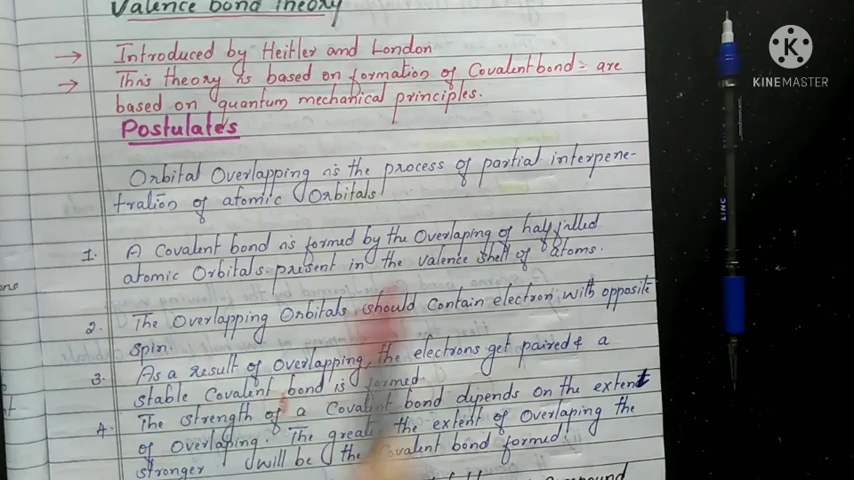 Valence bond Theory
→ Introduced by Heitler and London
→ This theory is based on formation of Covalent bond = are
based on quantum mechanical principles.
Postulates
Orbital Overlapping is the process of partial interpene-
tration of atomic Orbitals
1. A Covalent bond is formed by the Overlaping of half filled
atomic Orbitals present in the valence shell of atoms.
2. The Overlapping Orbitals should contain electron with opposite
spin.
3. As a result of Overlapping, the electrons get paired & a
stable Covalent bond is formed.
4. The strength of a Covalent bond depends on the extent
of Overlaping. The greate the extent of Overlaping the
stronger will be the Covalent bond formed
Compound
K
KINEMASTER
LINC